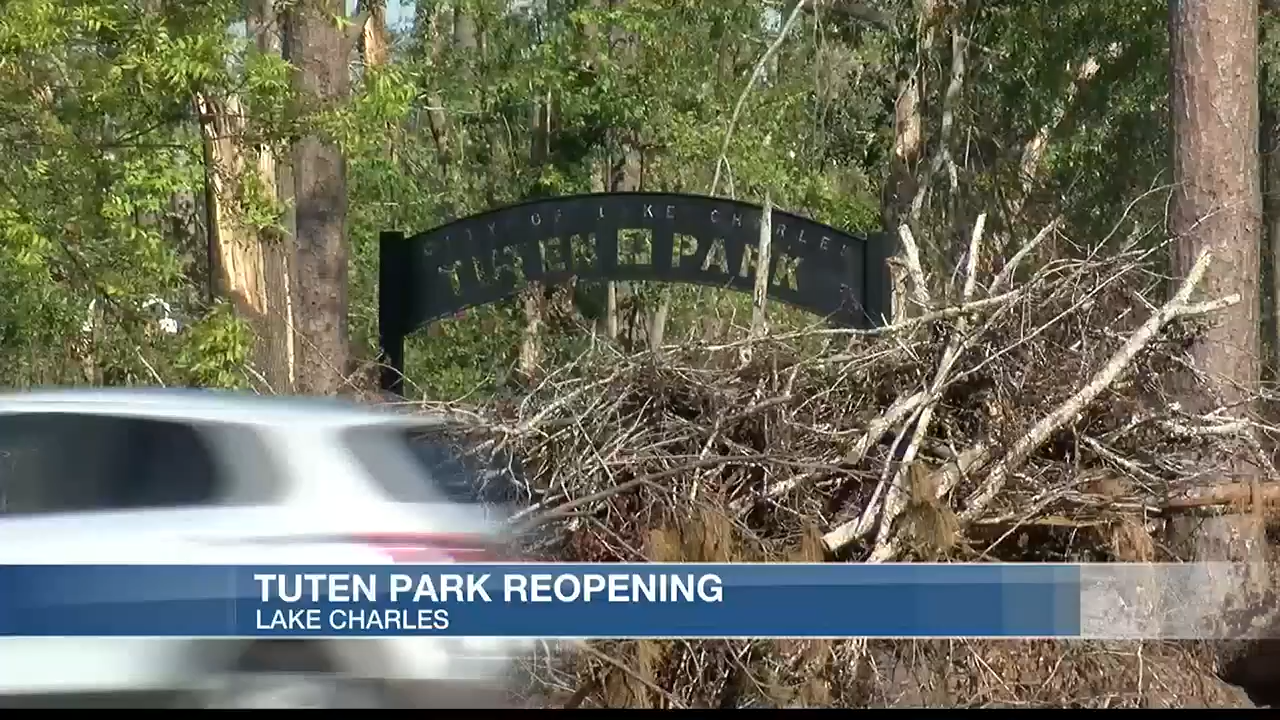 CITY OF LAKE CHARLES
TUTEN PARK
TUTEN PARK REOPENING
LAKE CHARLES